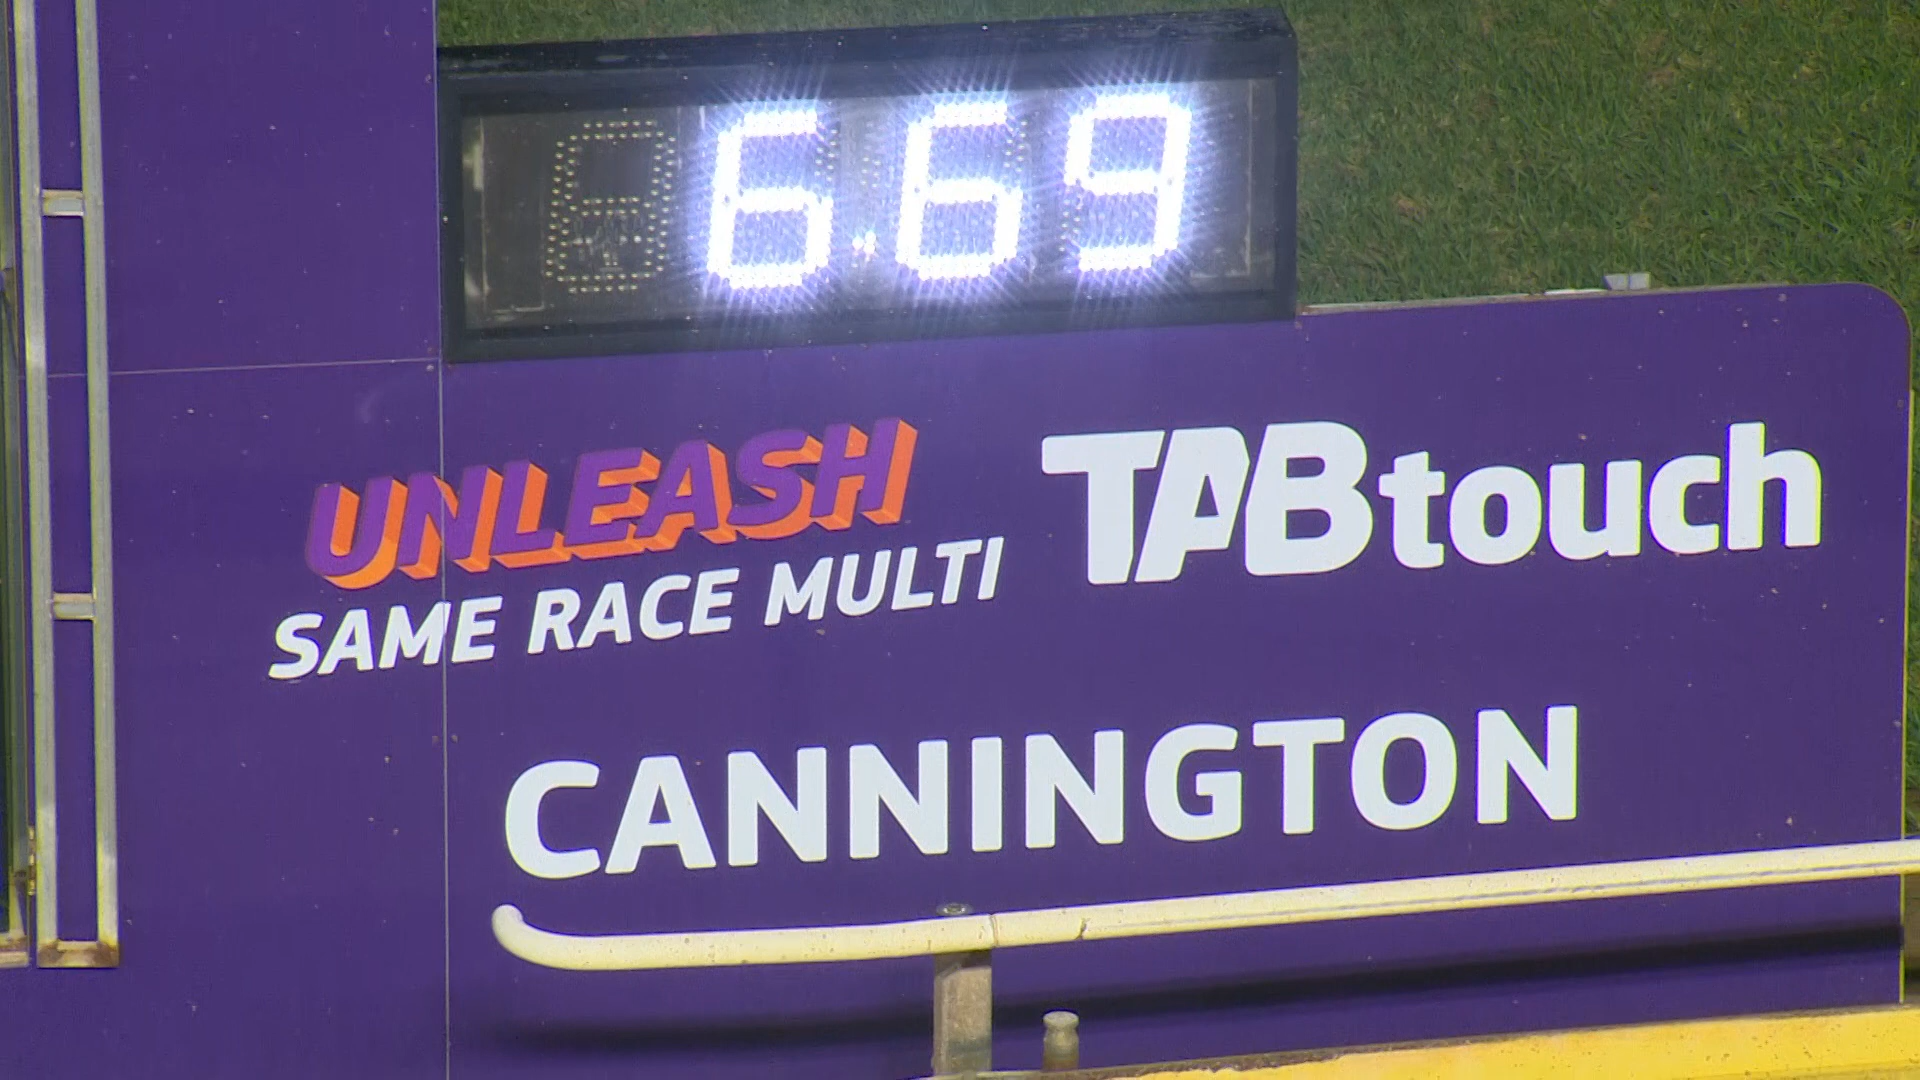 6.69
UNLEASH
SAME RACE MULTI
TABtouch
CANNINGTON